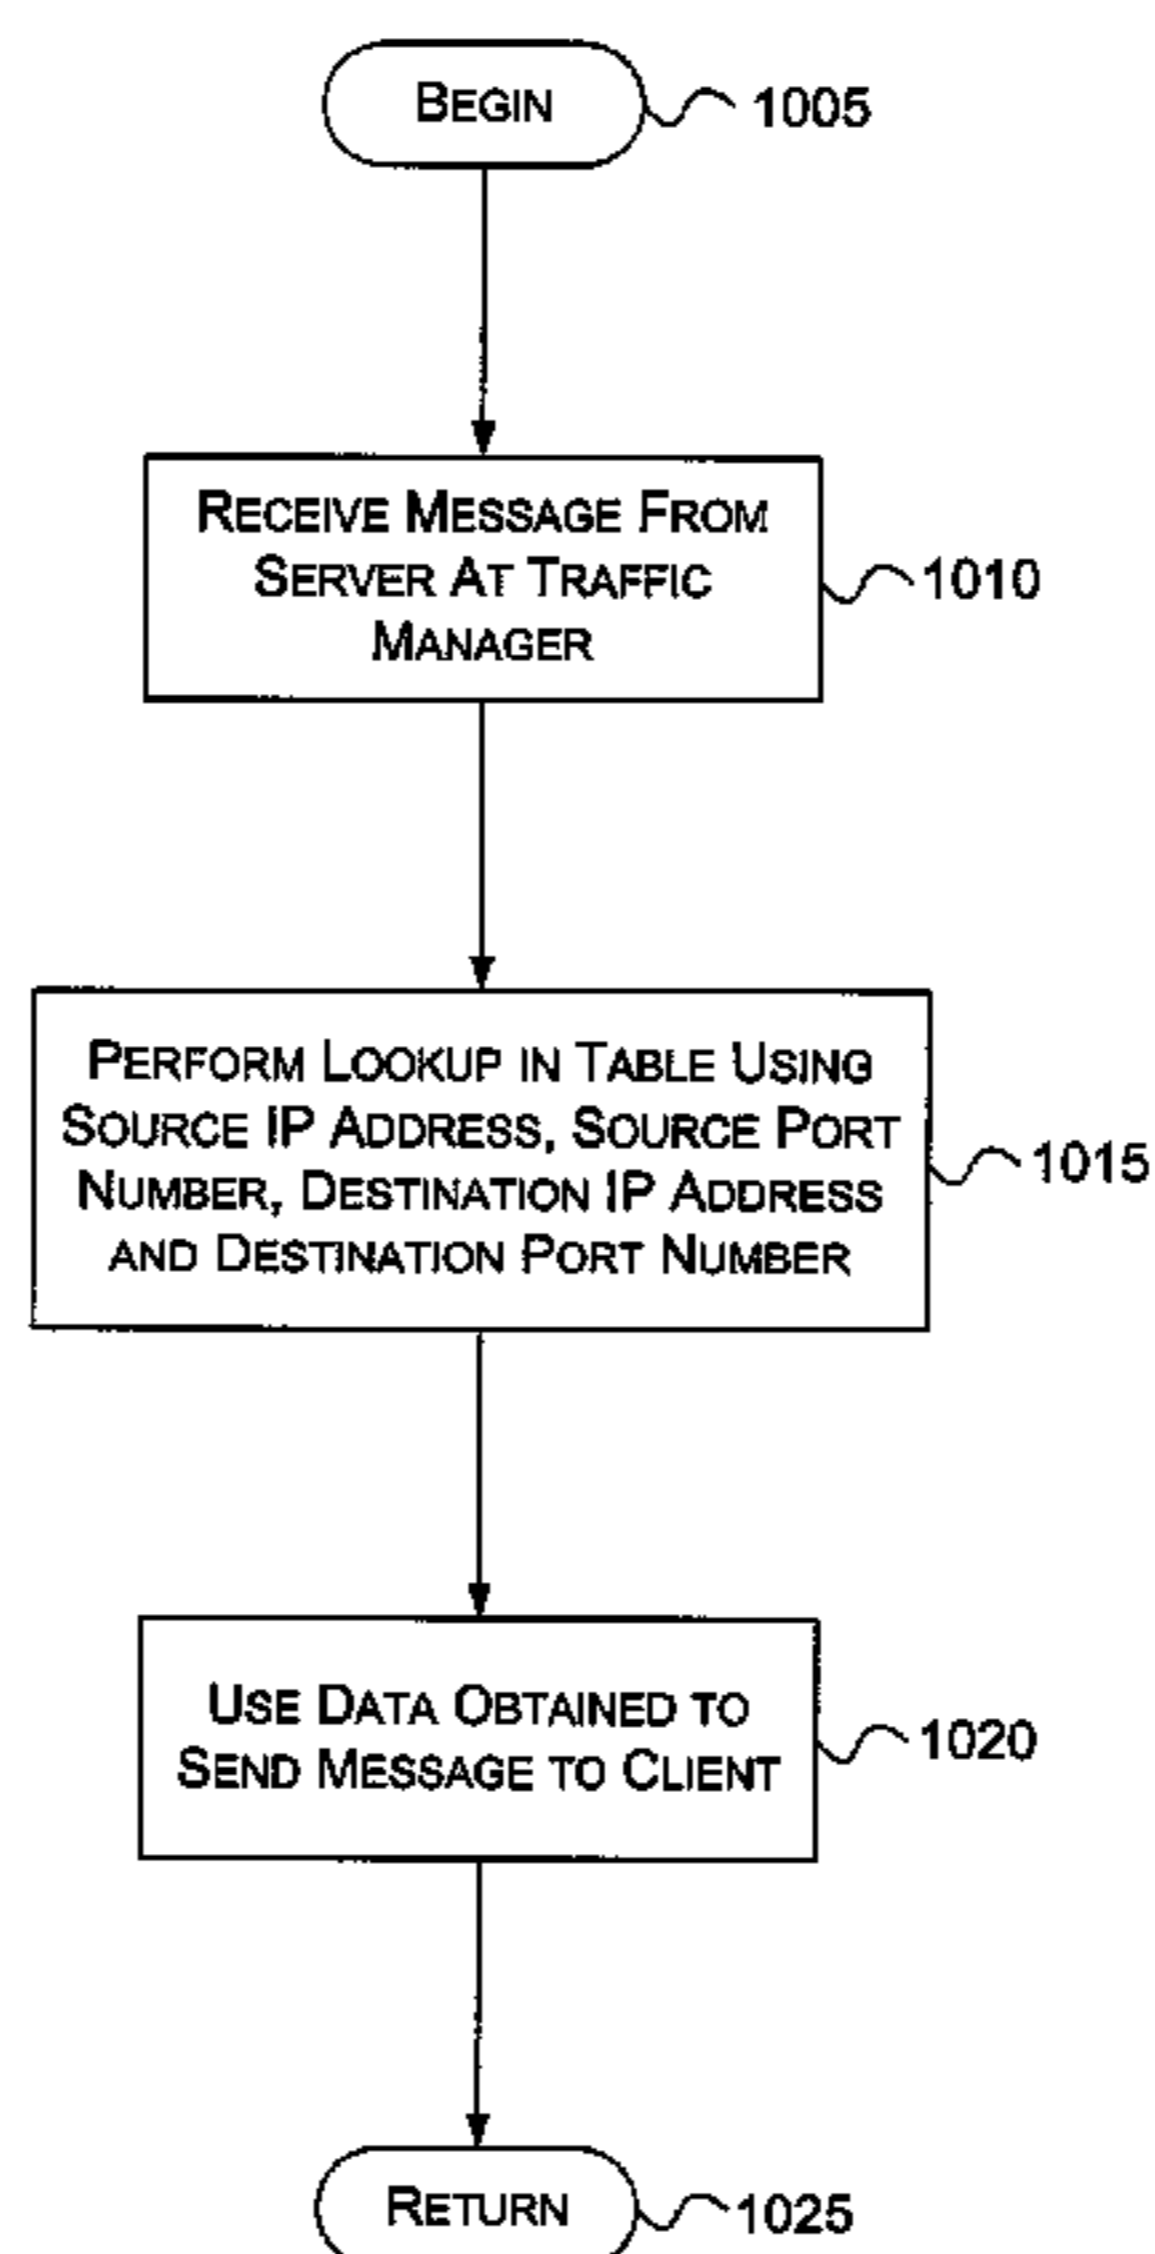 BEGIN
1005
RECEIVE MESSAGE FROM
SERVER AT TRAFFIC
MANAGER
1010
PERFORM LOOKUP IN TABLE USING
SOURCE IP ADDRESS, SOURCE PORT
NUMBER, DESTINATION IP ADDRESS
AND DESTINATION PORT NUMBER
1015
USE DATA OBTAINED TO
SEND MESSAGE TO CLIENT
1020
RETURN
1025